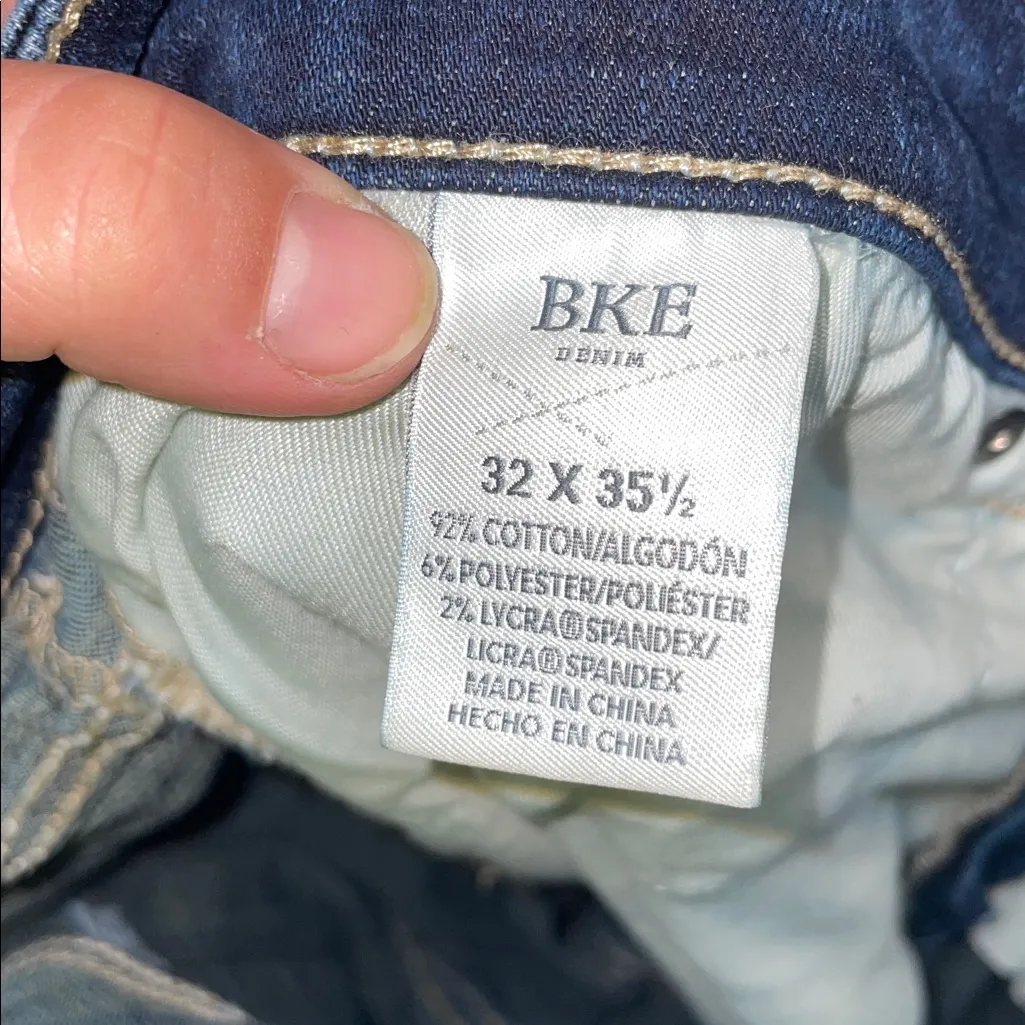 BKE
DENIM
32 X 35½
92% COTTON/ALGODÓN
6% POLYESTER/POLIÉSTER
2% LYCRA® SPANDEX/
LICRA® SPANDEX
MADE IN CHINA
HECHO EN CHINA